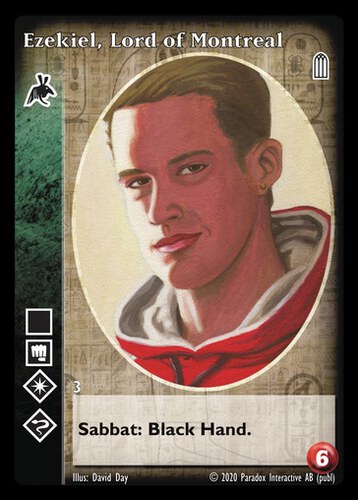 Ezekiel, Lord of Montreal
3
Sabbat: Black Hand.
6
Illus: David Day © 2020 Paradox Interactive AB (publ)